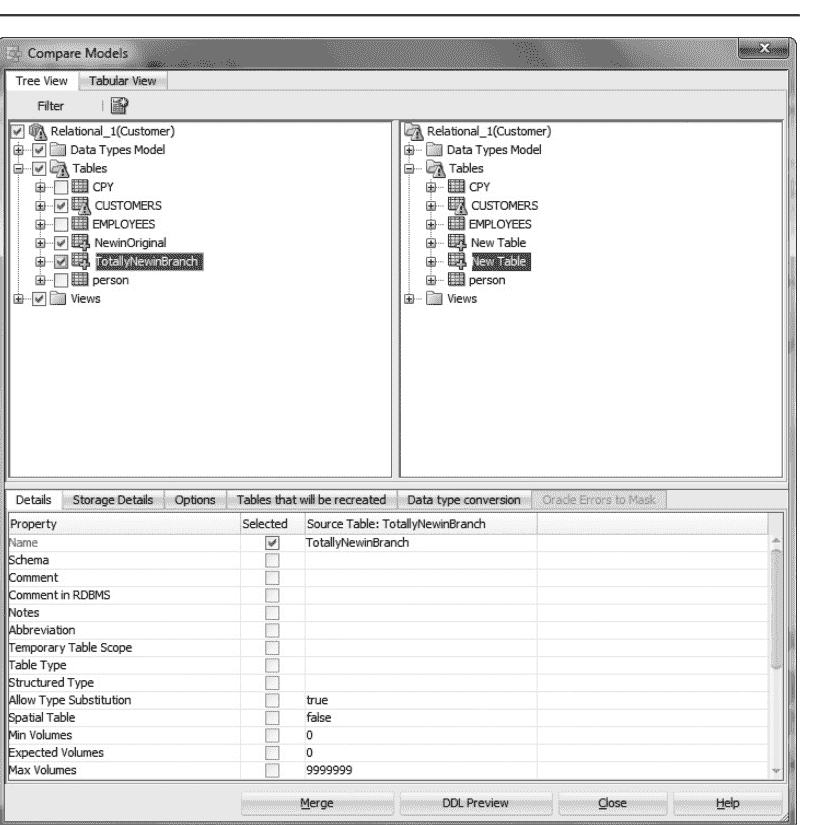 Compare Models
Tree View Tabular View
Filter
Relational_1(Customer)
Data Types Model
Tables
CPY
CUSTOMERS
EMPLOYEES
NewinOriginal
TotallyNewinBranch
person
Views
Relational_1(Customer)
Data Types Model
Tables
CPY
CUSTOMERS
EMPLOYEES
New Table
New Table
person
Views
Details Storage Details Options Tables that will be recreated Data type conversion Oracle Errors to Mask
Property Selected Source Table: TotallyNewinBranch
Name TotallyNewinBranch
Schema
Comment
Comment in RDBMS
Notes
Abbreviation
Temporary Table Scope
Table Type
Structured Type
Allow Type Substitution true
Spatial Table false
Min Volumes 0
Expected Volumes 0
Max Volumes 9999999
Merge DDL Preview Close Help